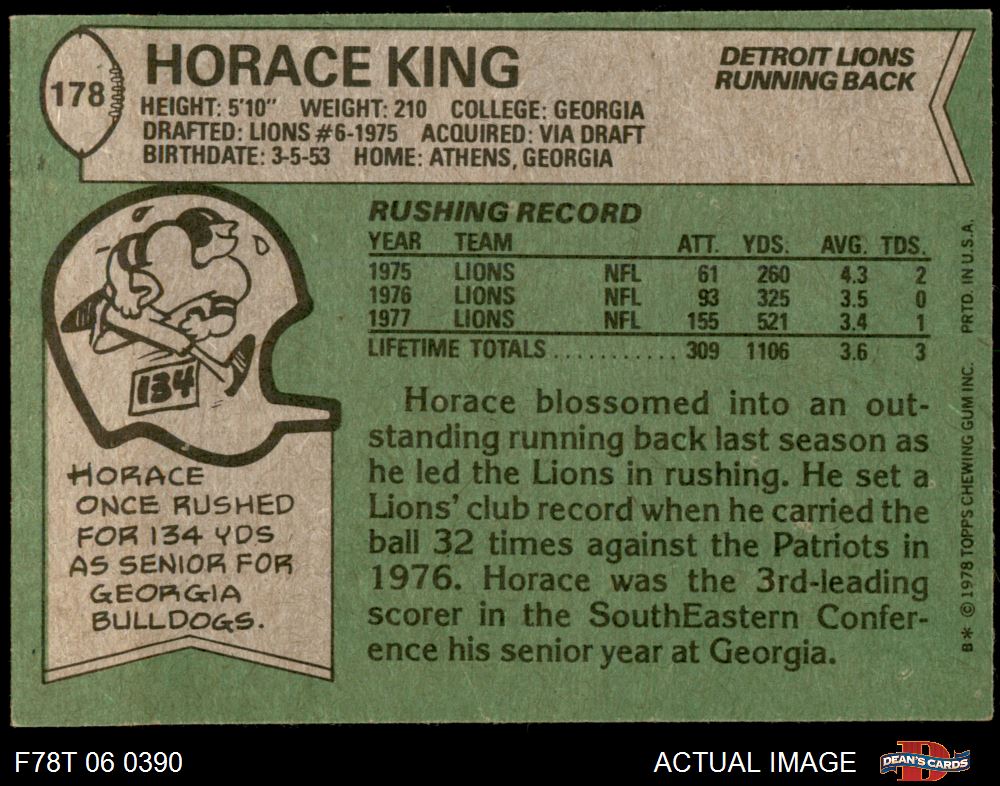 178
HORACE KING
DETROIT LIONS
RUNNING BACK
HEIGHT: 5'10" WEIGHT: 210 COLLEGE: GEORGIA
DRAFTED: LIONS #6-1975 ACQUIRED: VIA DRAFT
BIRTHDATE: 3-5-53 HOME: ATHENS, GEORGIA
RUSHING RECORD
YEAR TEAM ATT. YDS. AVG. TDS.
1975 LIONS NFL 61 260 4.3 2
1976 LIONS NFL 93 325 3.5 0
1977 LIONS NFL 155 521 3.4 1
LIFETIME TOTALS ........... 309 1106 3.6 3
134
HORACE
ONCE RUSHED
FOR 134 YDS
AS SENIOR FOR
GEORGIA
BULLDOGS.
Horace blossomed into an out-
standing running back last season as
he led the Lions in rushing. He set a
Lions' club record when he carried the
ball 32 times against the Patriots in
1976. Horace was the 3rd-leading
scorer in the SouthEastern Confer-
ence his senior year at Georgia.
B* © 1978 TOPPS CHEWING GUM INC. PRTD. IN U.S.A.
F78T 06 0390
ACTUAL IMAGE
DEAN'S CARDS